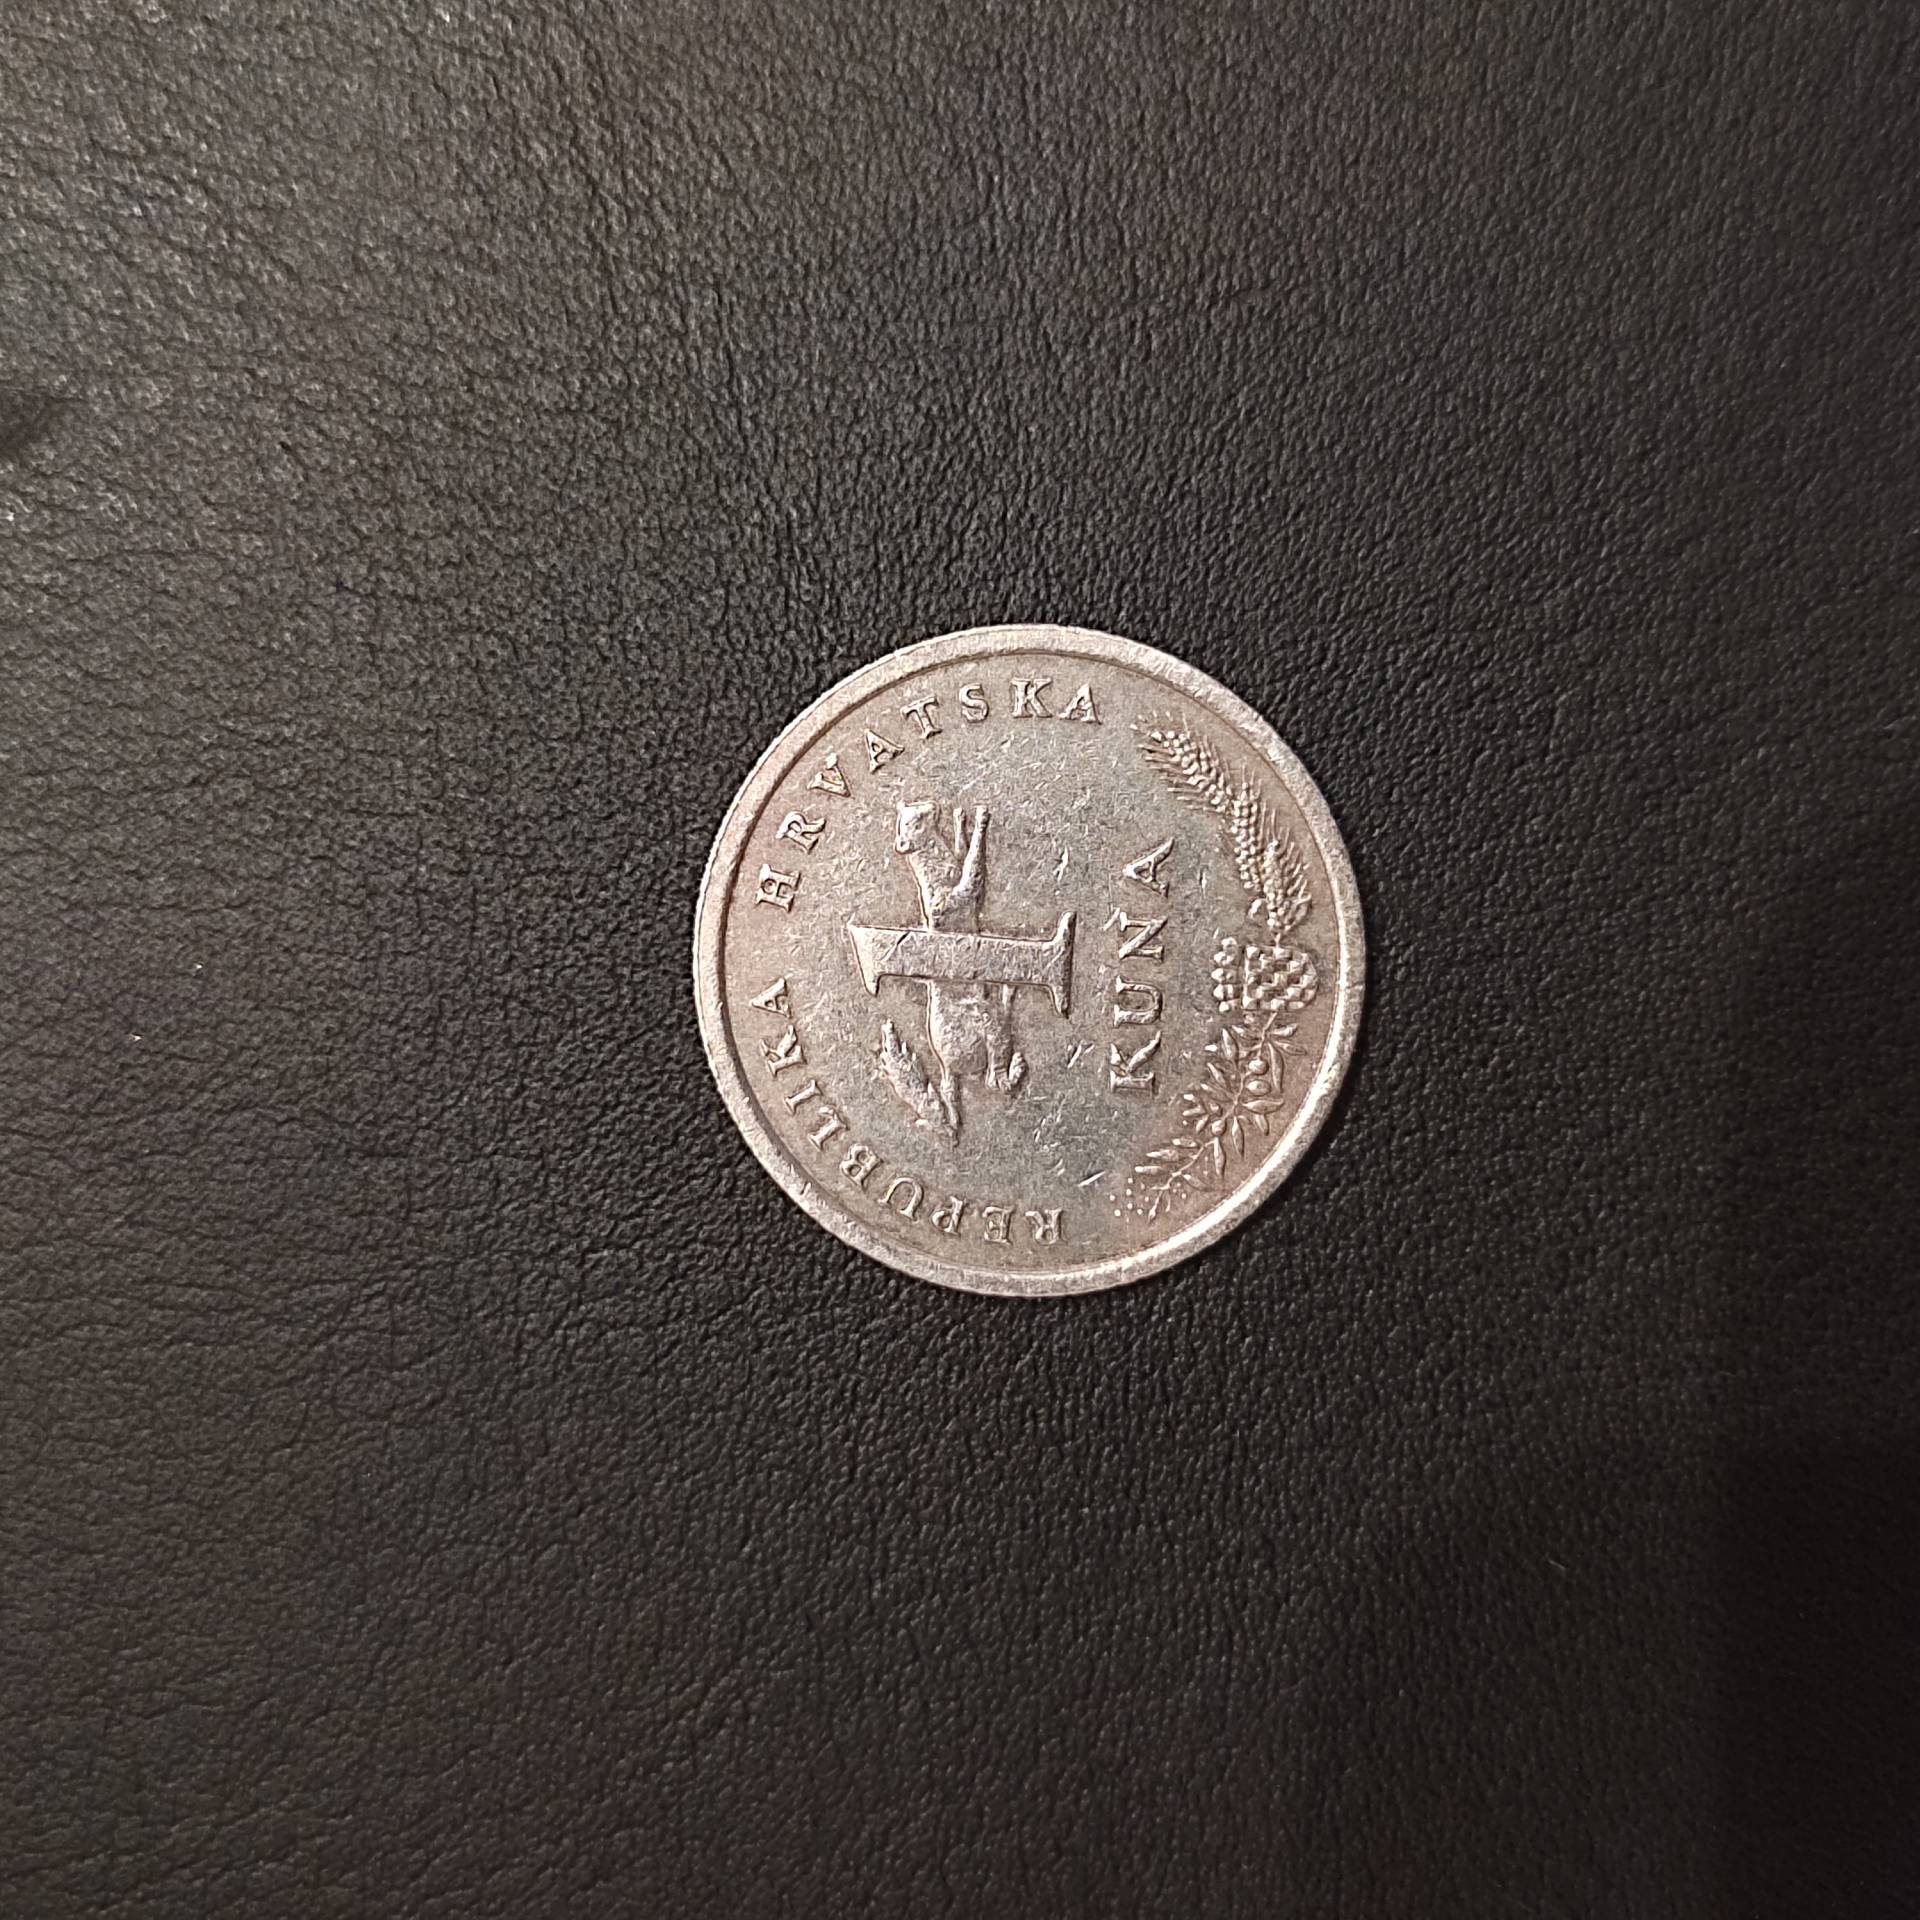 REPUBLIKA HRVATSKA
1
KUNA